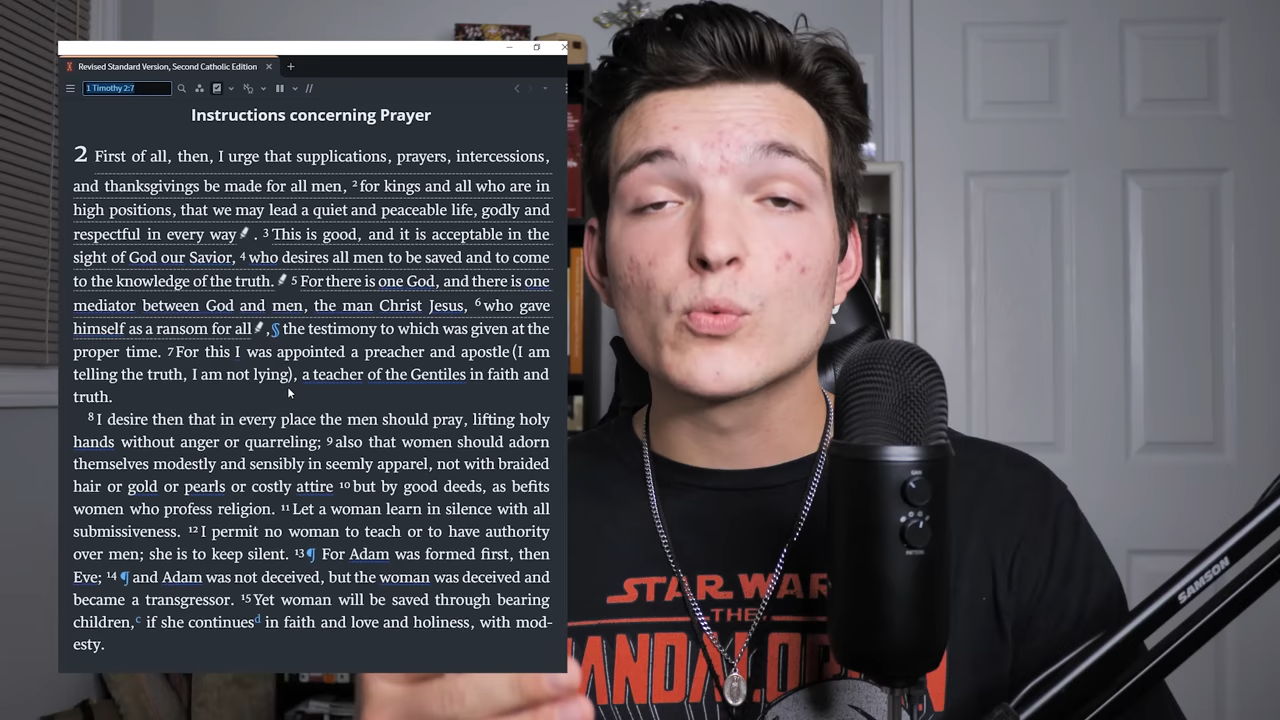 Revised Standard Version, Second Catholic Edition
1 Timothy 2:7
Instructions concerning Prayer
2 First of all, then, I urge that supplications, prayers, intercessions,
and thanksgivings be made for all men, 2 for kings and all who are in
high positions, that we may lead a quiet and peaceable life, godly and
respectful in every way . 3 This is good, and it is acceptable in the
sight of God our Savior, 4 who desires all men to be saved and to come
to the knowledge of the truth. 5 For there is one God, and there is one
mediator between God and men, the man Christ Jesus, 6 who gave
himself as a ransom for all ,§ the testimony to which was given at the
proper time. 7 For this I was appointed a preacher and apostle (I am
telling the truth, I am not lying), a teacher of the Gentiles in faith and
truth.
8 I desire then that in every place the men should pray, lifting holy
hands without anger or quarreling; 9 also that women should adorn
themselves modestly and sensibly in seemly apparel, not with braided
hair or gold or pearls or costly attire 10 but by good deeds, as befits
women who profess religion. 11 Let a woman learn in silence with all
submissiveness. 12 I permit no woman to teach or to have authority
over men; she is to keep silent. 13 ¶ For Adam was formed first, then
Eve; 14 ¶ and Adam was not deceived, but the woman was deceived and
became a transgressor. 15 Yet woman will be saved through bearing
children,c if she continuesd in faith and love and holiness, with mod-
esty.
GAIN
PATTERN
SAMSON
STAR WAR
THE
MANDALORIAN